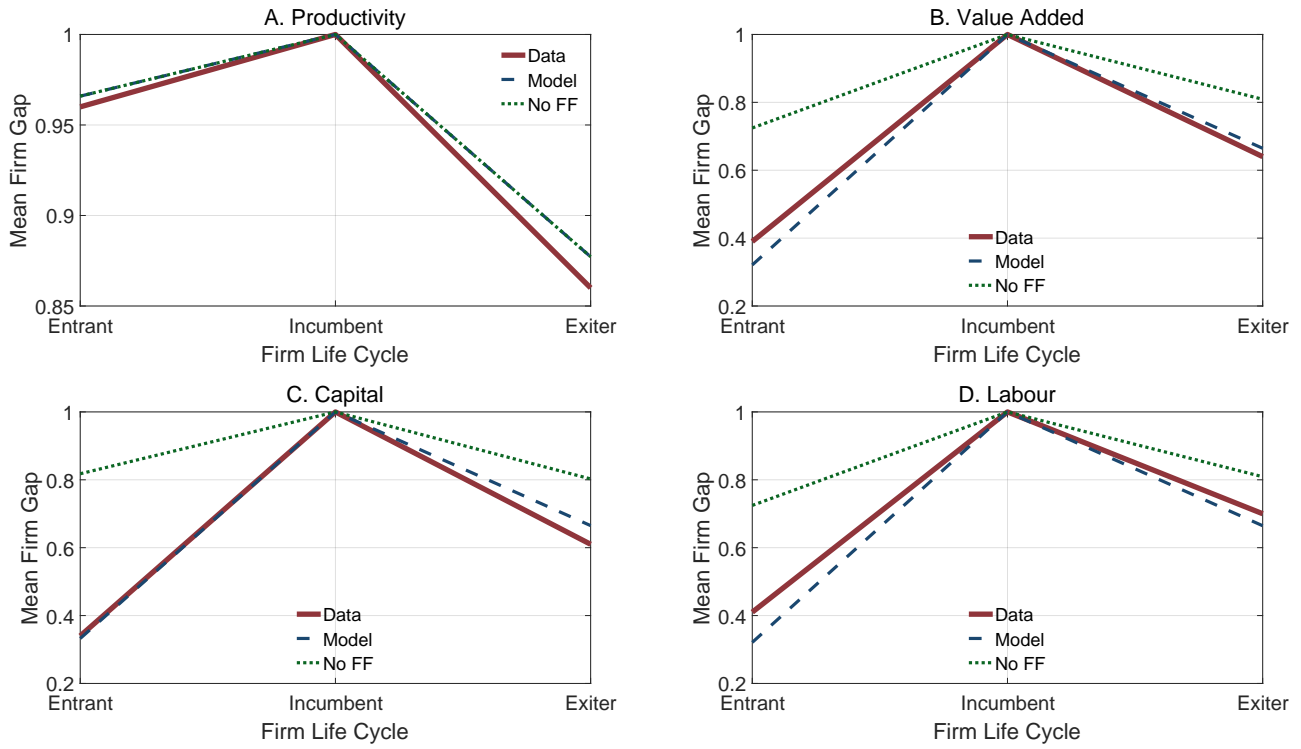 A. Productivity
1
0.95
0.9
0.85
Mean Firm Gap
Data
Model
No FF
Entrant
Incumbent
Exiter
Firm Life Cycle
B. Value Added
1
0.8
0.6
0.4
0.2
Mean Firm Gap
Data
Model
No FF
Entrant
Incumbent
Exiter
Firm Life Cycle
C. Capital
1
0.8
0.6
0.4
0.2
Mean Firm Gap
Data
Model
No FF
Entrant
Incumbent
Exiter
Firm Life Cycle
D. Labour
1
0.8
0.6
0.4
0.2
Mean Firm Gap
Data
Model
No FF
Entrant
Incumbent
Exiter
Firm Life Cycle